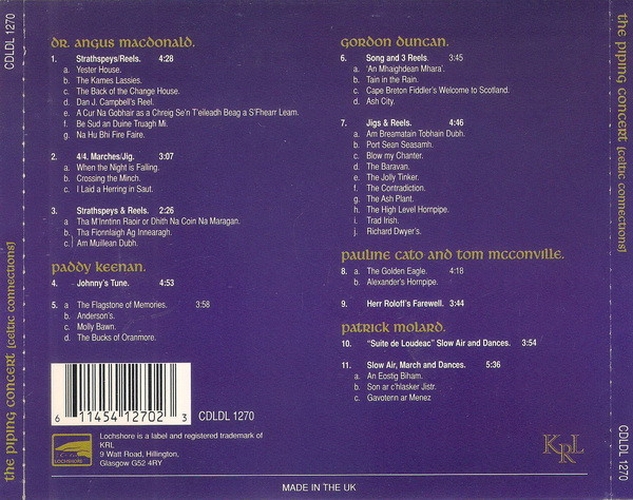 CDLDL 1270
the piping concert [celtic connections]
dr. angus macdonald.
1. Strathspeys/Reels. 4:28
a. Yester House.
b. The Kames Lassies.
c. The Back of the Change House.
d. Dan J. Campbell's Reel.
e. A Cur Na Gobhair as a Chreig Se'n T'eileadh Beag a S'Fhearr Leam.
f. Be Sud an Duine Truagh Mi.
g. Na Hu Bhi Fire Faire.
2. 4/4. Marches/Jig. 3:07
a. When the Night is Falling.
b. Crossing the Minch.
c. I Laid a Herring in Saut.
3. Strathspeys & Reels. 2:26
a Tha M'Inntinn Raoir or Dhith Na Coin Na Maragan.
b. Tha Fionnlaigh Ag Innearagh.
c. Am Muillean Dubh.
paddy keenan.
4. Johnny's Tune. 4:53
5. a The Flagstone of Memories. 3:58
b. Anderson's.
c. Molly Bawn.
d. The Bucks of Oranmore.
gordon duncan.
6. Song and 3 Reels. 3:45
a. 'An Mhaighdean Mhara'.
b. Tain in the Rain.
c. Cape Breton Fiddler's Welcome to Scotland.
d. Ash City.
7. Jigs & Reels. 4:46
a. Am Breamatain Tobhain Dubh.
b. Port Sean Seasamh.
c. Blow my Chanter.
d. The Baravan.
e. The Jolly Tinker.
f. The Contradiction.
g. The Ash Plant.
h. The High Level Hornpipe.
i. Trad Irish.
j. Richard Dwyer's.
pauline cato and tom mcconville.
8. a. The Golden Eagle. 4:18
b. Alexander's Hornpipe.
9. Herr Roloff's Farewell. 3:44
patrick molard.
10. "Suite de Loudeac" Slow Air and Dances. 3:54
11. Slow Air, March and Dances. 5:36
a. An Eostig Biham.
b. Son ar c'hlasker Jistr.
c. Gavotenn ar Menez
6 11454 12702 3
CDLDL 1270
LOCHSHORE
Lochshore is a label and registered trademark of
KRL
9 Watt Road, Hillington,
Glasgow G52 4RY
KRL
MADE IN THE UK
the piping concert [celtic connections]
CDLDL 1270